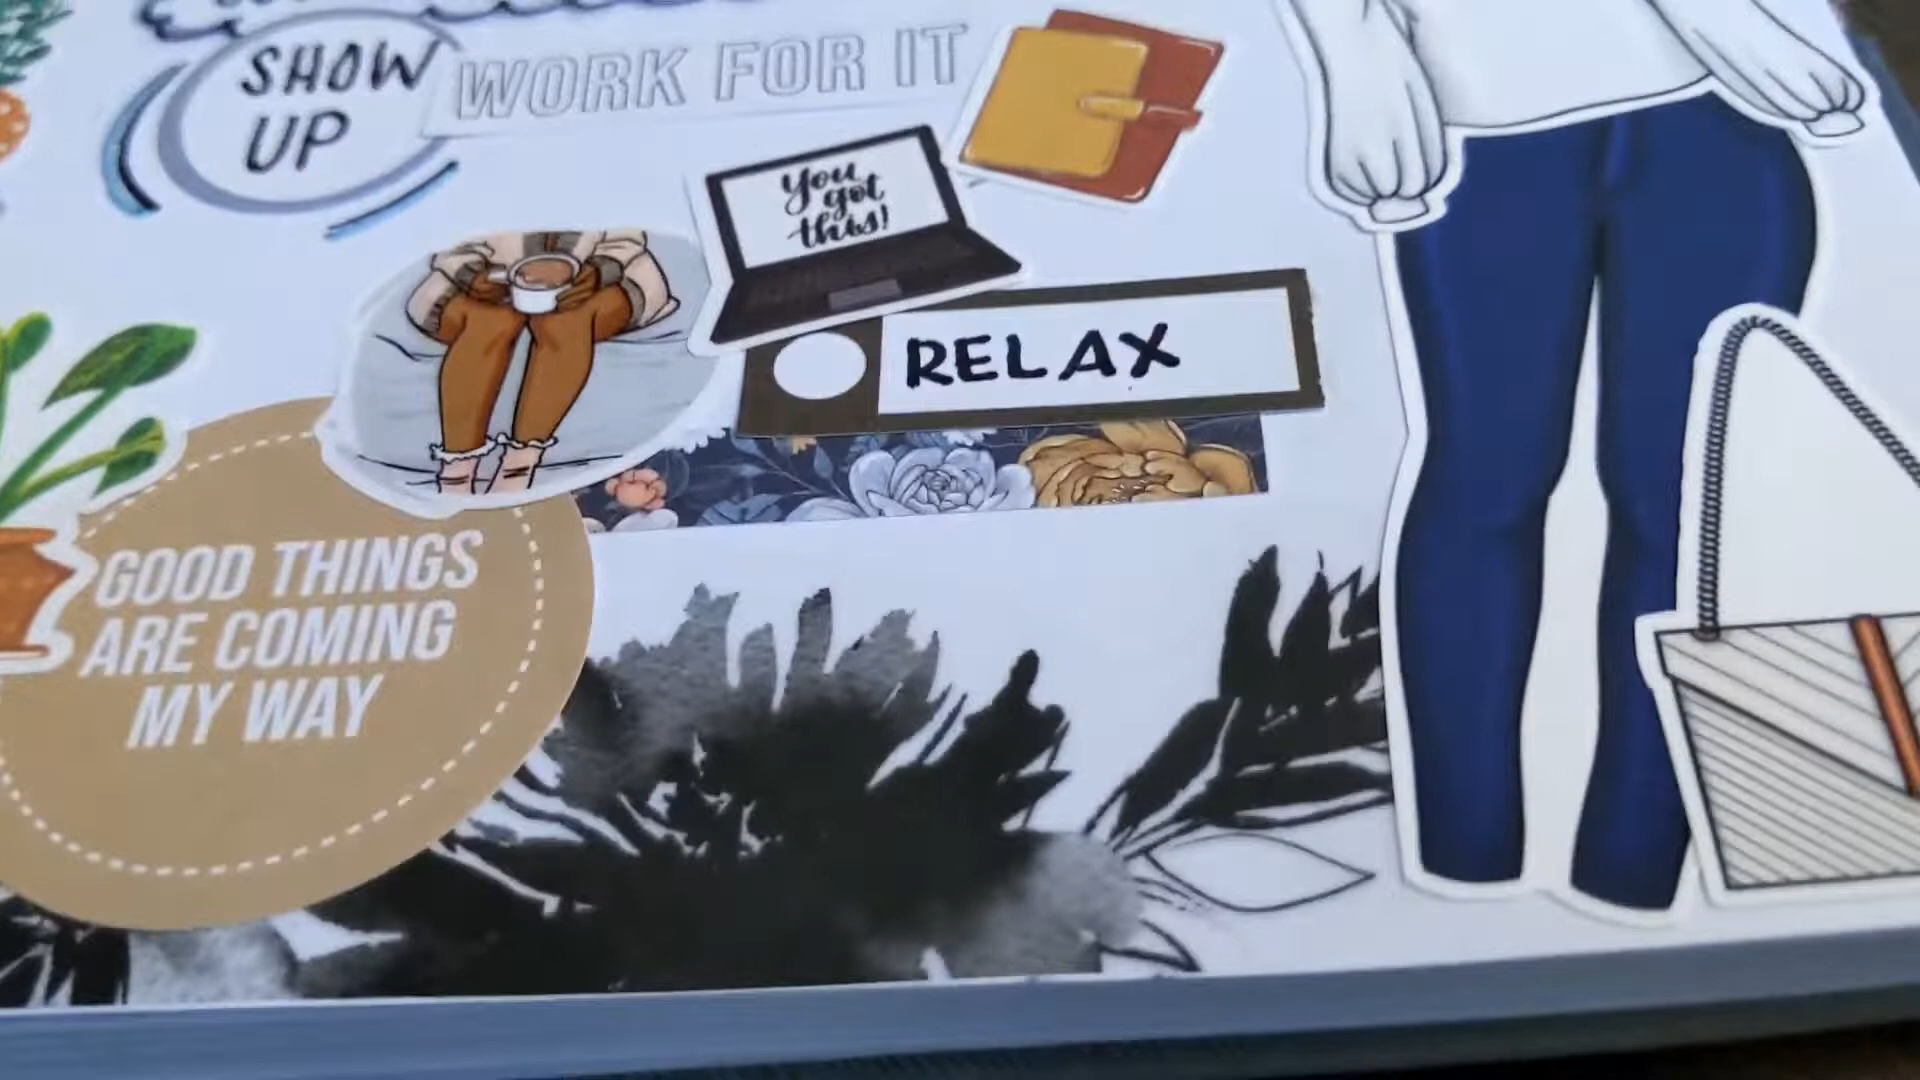 SHOW
UP
WORK FOR IT
You
got
this!
RELAX
GOOD THINGS
ARE COMING
MY WAY